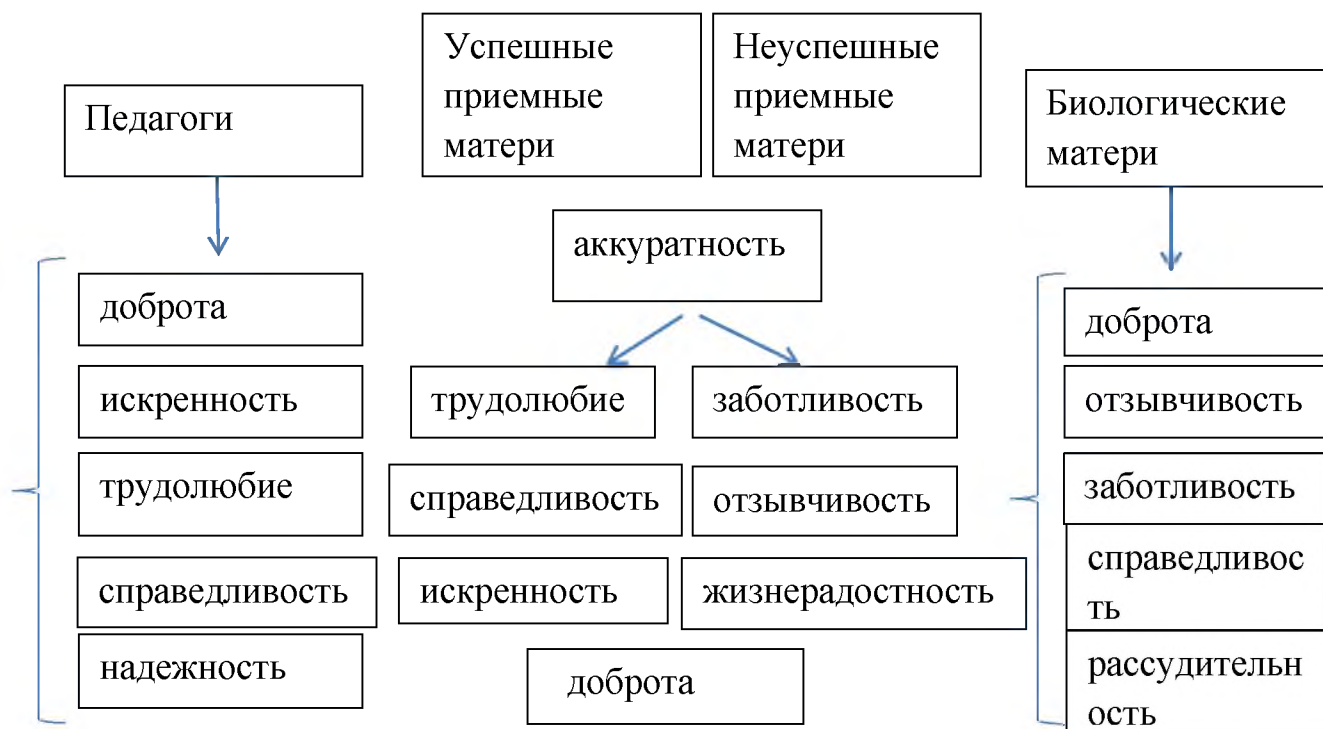 Педагоги
Успешные
приемные
матери
Неуспешные
приемные
матери
Биологические
матери
аккуратность
доброта
искренность
трудолюбие
справедливость
надежность
трудолюбие
заботливость
справедливость
отзывчивость
искренность
жизнерадостность
доброта
доброта
отзывчивость
заботливость
справедливос
ть
рассудительн
ость